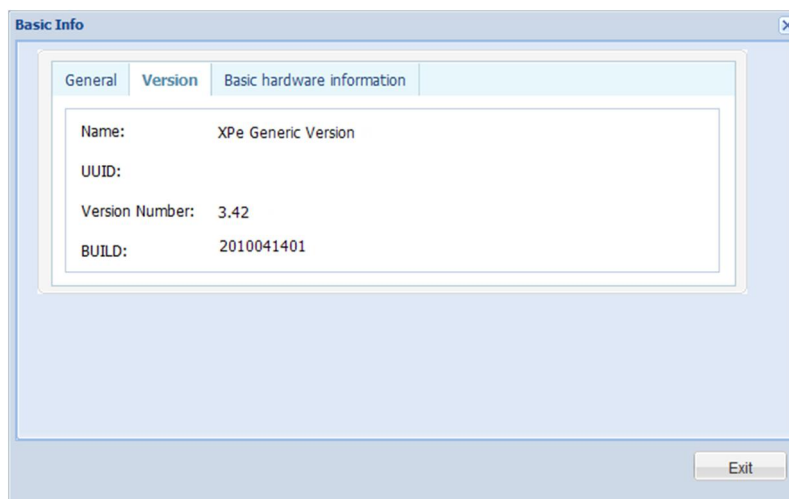 Basic Info
General Version Basic hardware information
Name: XPe Generic Version
UUID:
Version Number: 3.42
BUILD: 2010041401
Exit